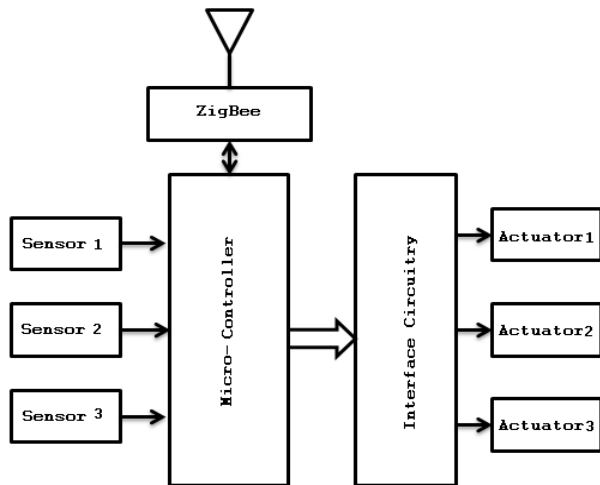 ZigBee
Sensor 1
Sensor 2
Sensor 3
Micro-Controller
Interface Circuitry
Actuator1
Actuator2
Actuator3